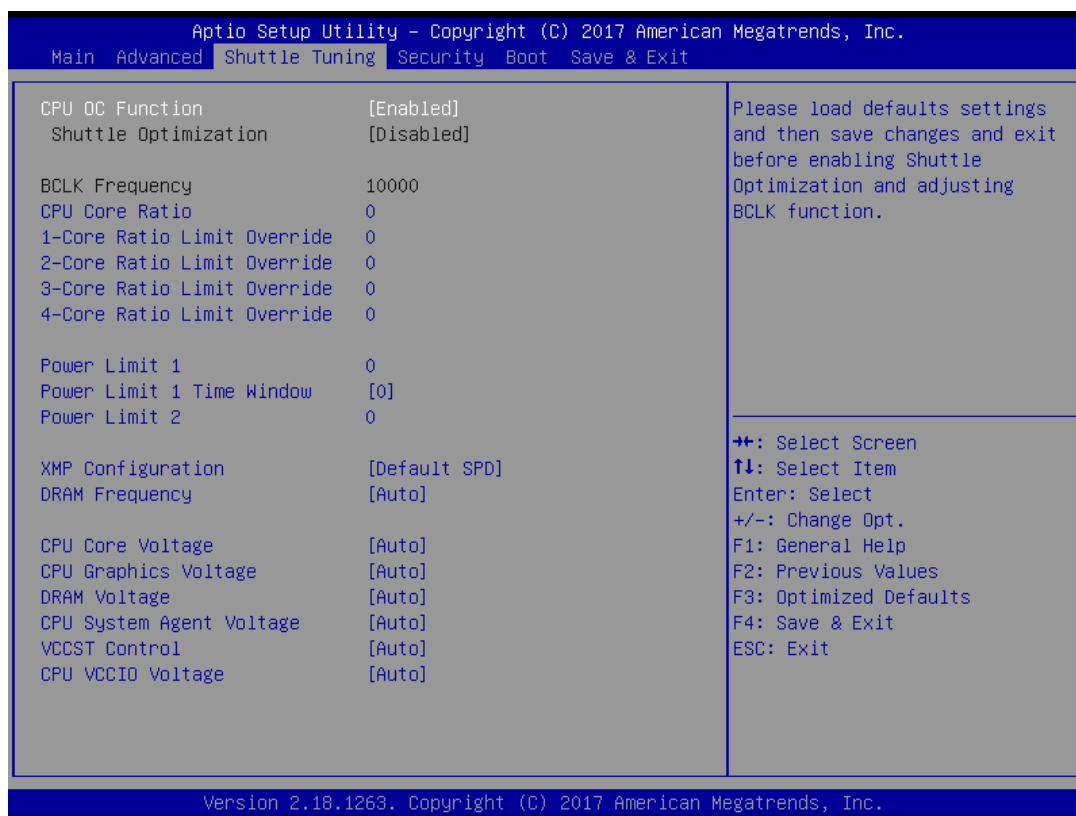 Aptio Setup Utility – Copyright (C) 2017 American Megatrends, Inc.
Main Advanced Shuttle Tuning Security Boot Save & Exit
CPU OC Function [Enabled]
Shuttle Optimization [Disabled]
BCLK Frequency 10000
CPU Core Ratio 0
1-Core Ratio Limit Override 0
2-Core Ratio Limit Override 0
3-Core Ratio Limit Override 0
4-Core Ratio Limit Override 0
Power Limit 1 0
Power Limit 1 Time Window [0]
Power Limit 2 0
XMP Configuration [Default SPD]
DRAM Frequency [Auto]
CPU Core Voltage [Auto]
CPU Graphics Voltage [Auto]
DRAM Voltage [Auto]
CPU System Agent Voltage [Auto]
VCCST Control [Auto]
CPU VCCIO Voltage [Auto]
Please load defaults settings
and then save changes and exit
before enabling Shuttle
Optimization and adjusting
BCLK function.
→←: Select Screen
↑↓: Select Item
Enter: Select
+/-: Change Opt.
F1: General Help
F2: Previous Values
F3: Optimized Defaults
F4: Save & Exit
ESC: Exit
Version 2.18.1263. Copyright (C) 2017 American Megatrends, Inc.